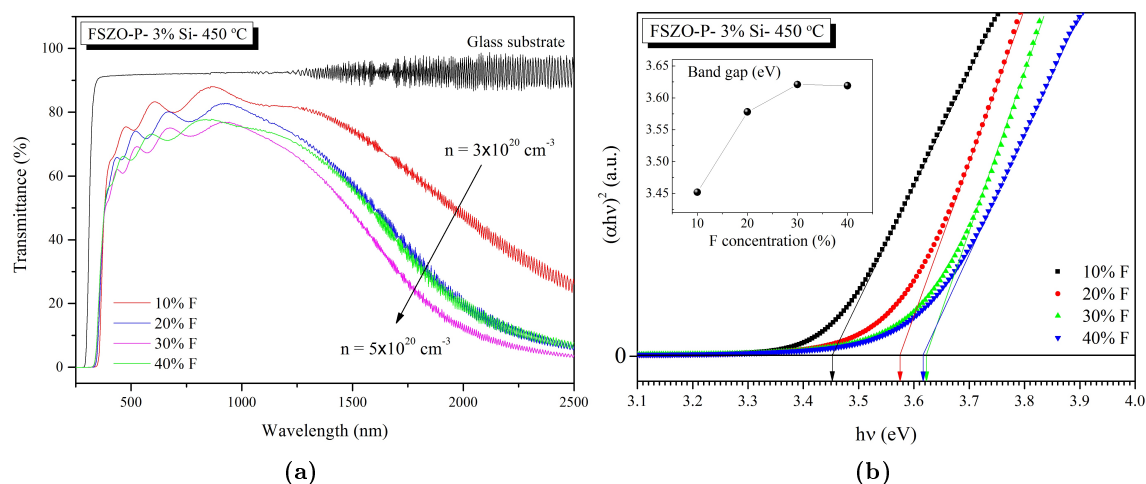 FSZO-P- 3% Si- 450 ºC
Glass substrate
n = 3x10²⁰ cm⁻³
n = 5x10²⁰ cm⁻³
10% F
20% F
30% F
40% F
Transmittance (%)
100
80
60
40
20
0
500
1000
1500
2000
2500
Wavelength (nm)
(a)
FSZO-P- 3% Si- 450 ºC
Band gap (eV)
3.65
3.60
3.55
3.50
3.45
10
20
30
40
F concentration (%)
(αhν)² (a.u.)
0
10% F
20% F
30% F
40% F
3.1
3.2
3.3
3.4
3.5
3.6
3.7
3.8
3.9
4.0
hν (eV)
(b)